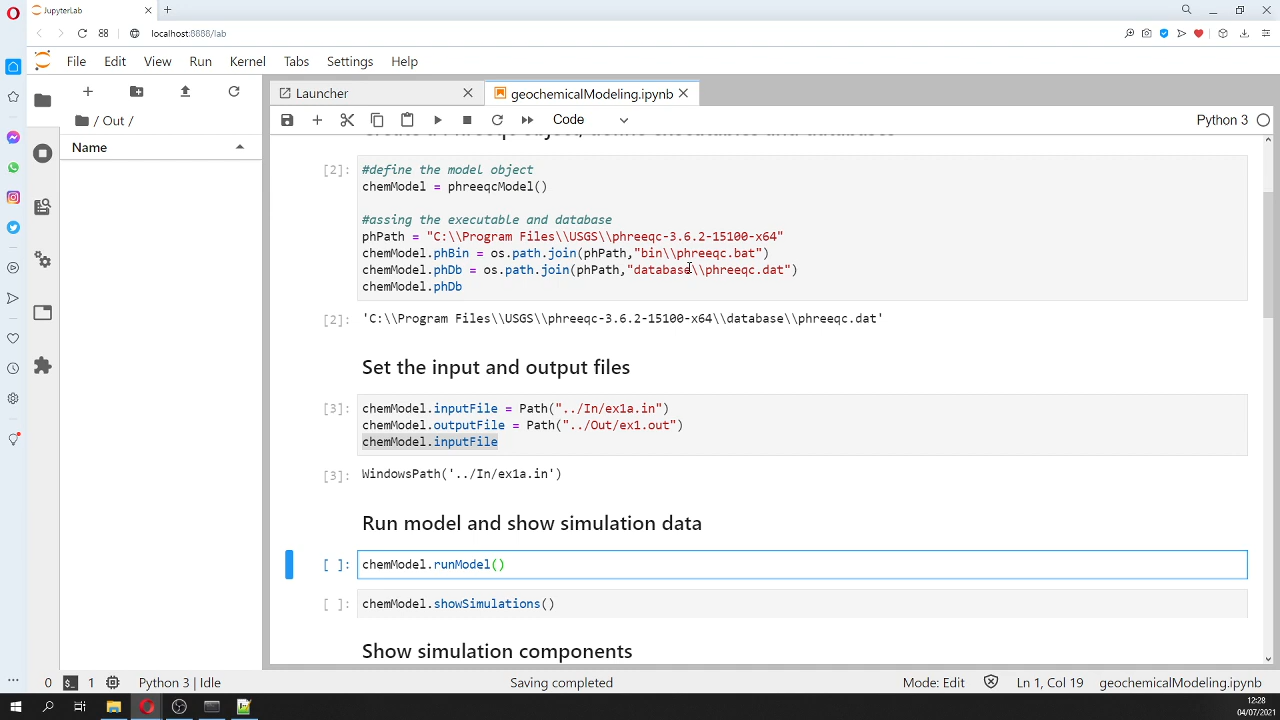 JupyterLab
localhost:8888/lab
File Edit View Run Kernel Tabs Settings Help
Launcher
geochemicalModeling.ipynb
/ Out /
Code
Python 3
Name
[2]:
#define the model object
chemModel = phreeqcModel()
#assing the executable and database
phPath = "C:\\Program Files\\USGS\\phreeqc-3.6.2-15100-x64"
chemModel.phBin = os.path.join(phPath,"bin\\phreeqc.bat")
chemModel.phDb = os.path.join(phPath,"database\\phreeqc.dat")
chemModel.phDb
[2]: 'C:\\Program Files\\USGS\\phreeqc-3.6.2-15100-x64\\database\\phreeqc.dat'
Set the input and output files
[3]: chemModel.inputFile = Path("../In/ex1a.in")
chemModel.outputFile = Path("../Out/ex1.out")
chemModel.inputFile
[3]: WindowsPath('../In/ex1a.in')
Run model and show simulation data
[ ]: chemModel.runModel()
[ ]: chemModel.showSimulations()
Show simulation components
0 1 Python 3 | Idle Saving completed Mode: Edit Ln 1, Col 19 geochemicalModeling.ipynb
12:28
04/07/2021